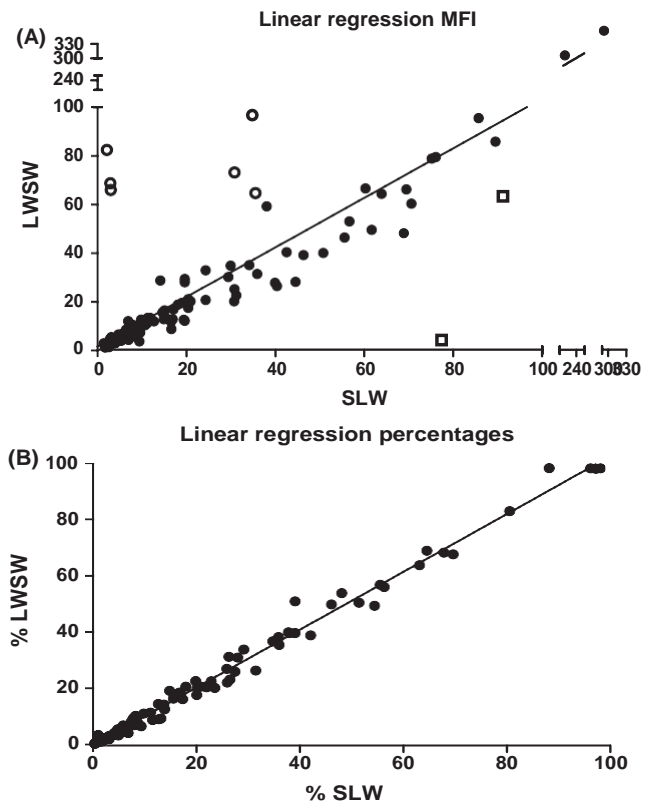 Linear regression MFI
(A)
330
300
240
100
80
60
40
20
0
LWSW
0 20 40 60 80 100 240 300 330
SLW
Linear regression percentages
(B)
100
80
60
40
20
0
% LWSW
0 20 40 60 80 100
% SLW